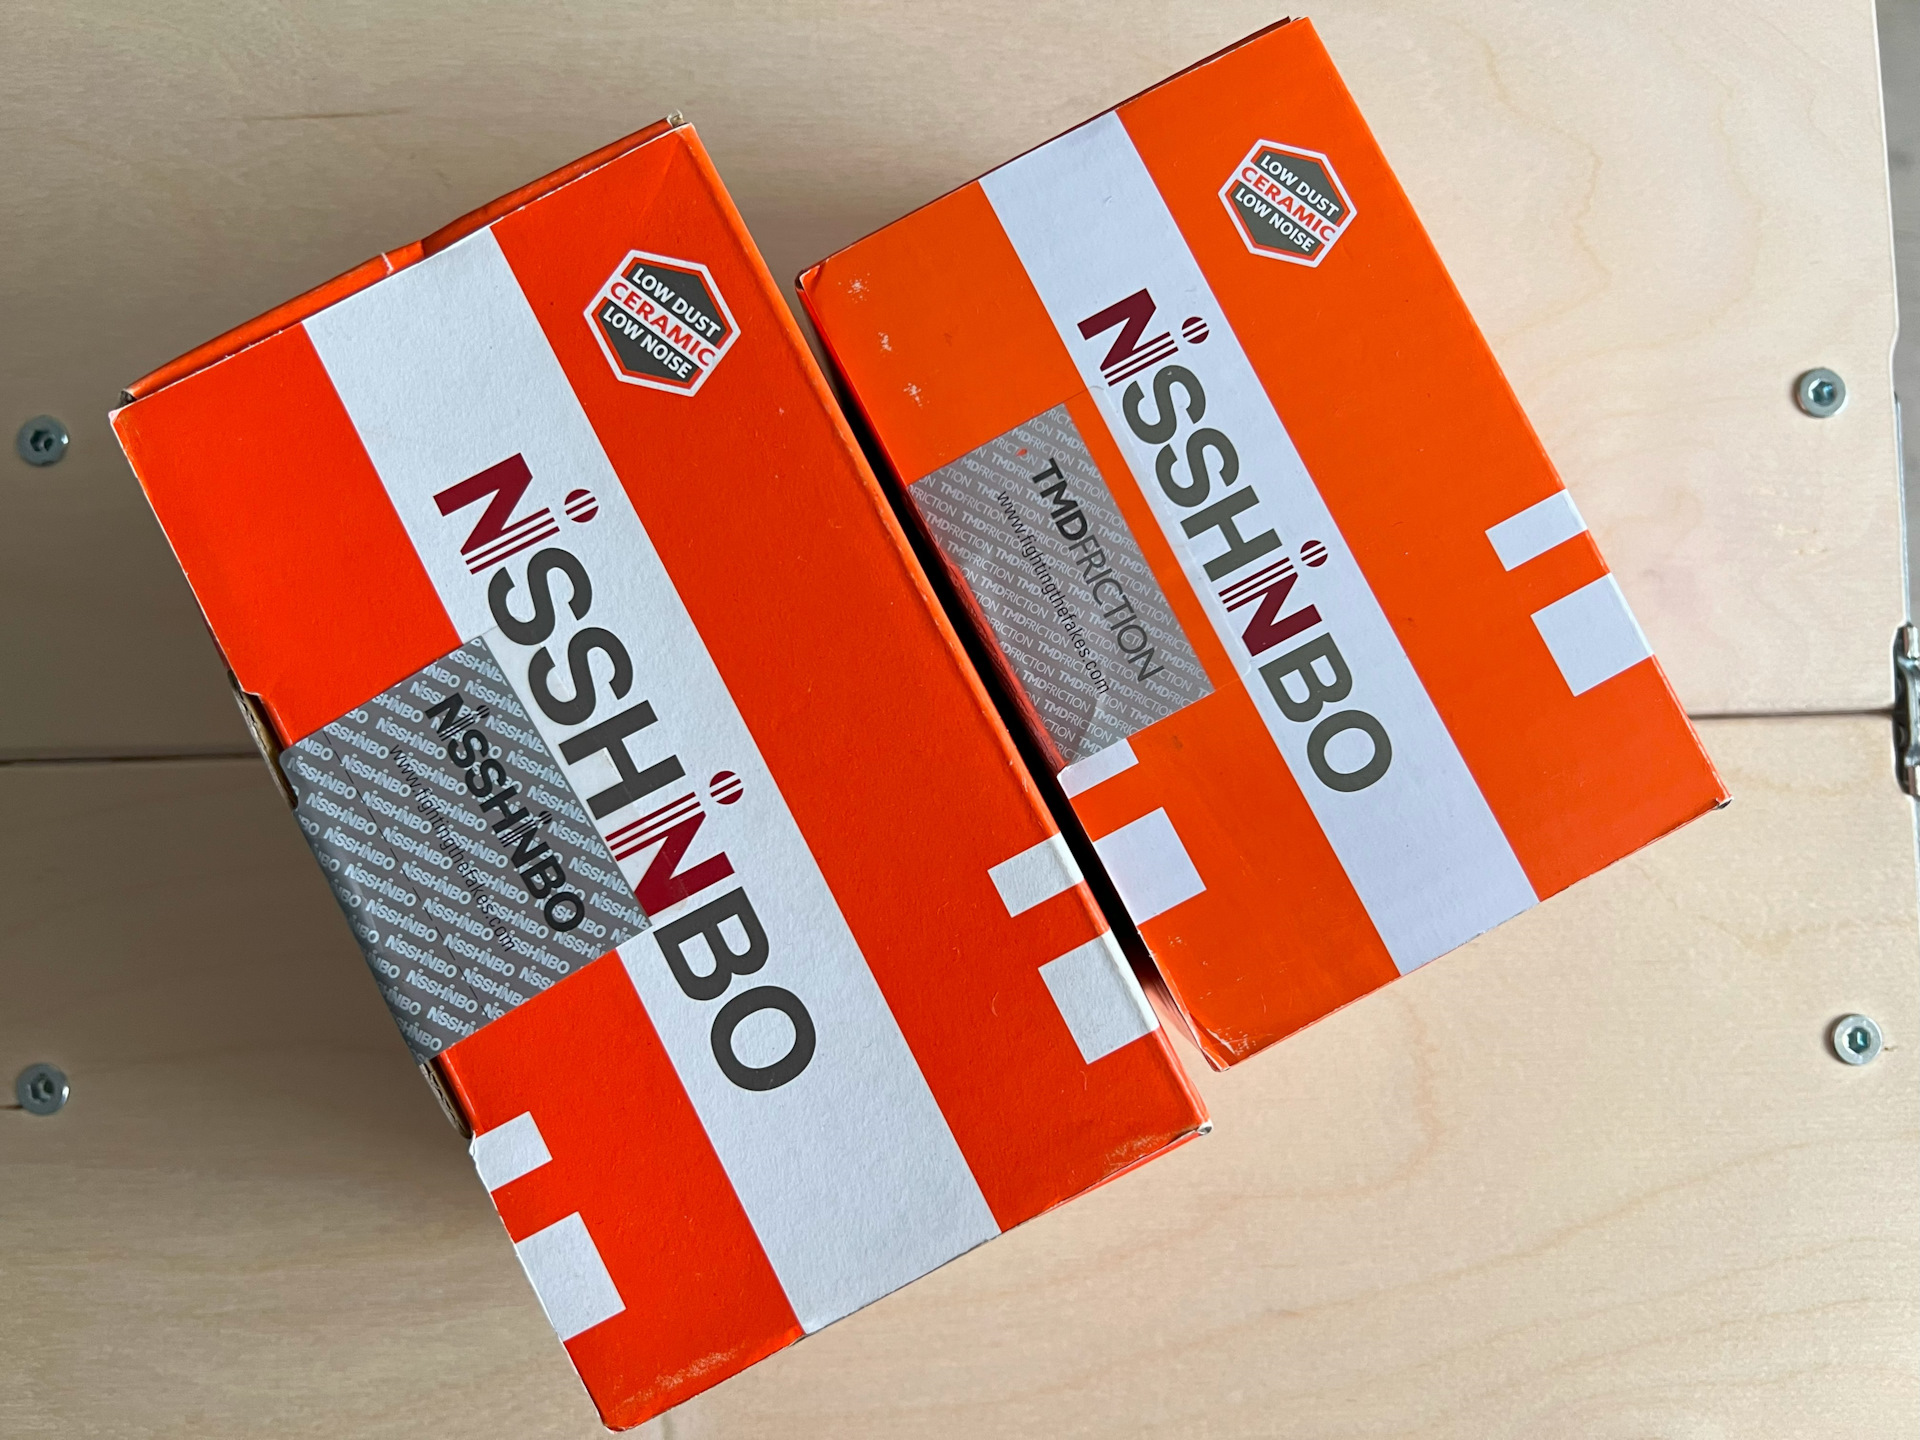 LOW DUST
CERAMIC
LOW NOISE
NISSHINBO
NISSHINBO
www.fightingthefakes.com
LOW DUST
CERAMIC
LOW NOISE
NISSHINBO
TMDFRICTION
www.fightingthefakes.com